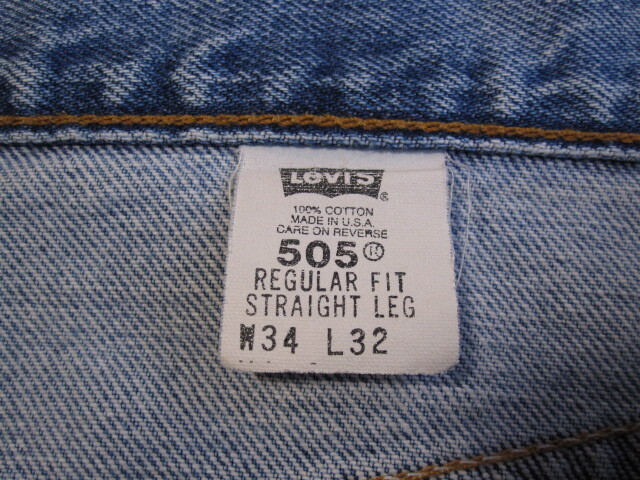 LEVI'S ®
100% COTTON
MADE IN U.S.A.
CARE ON REVERSE
505®
REGULAR FIT
STRAIGHT LEG
W34 L32